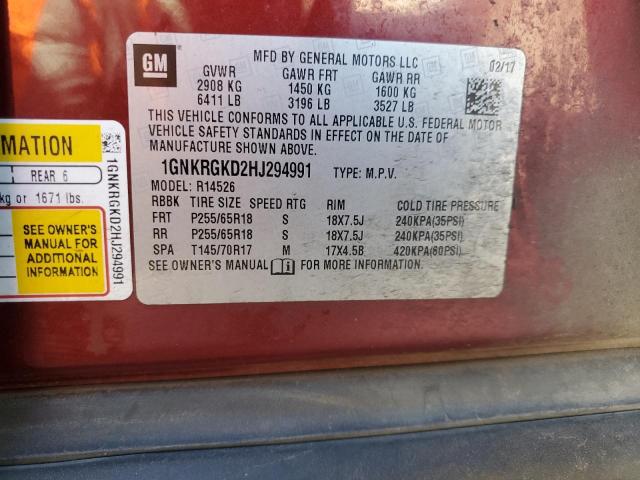 MATION
REAR 6
kg or 1671 lbs.
SEE OWNER'S
MANUAL FOR
ADDITIONAL
INFORMATION
1GNKRGKD2HJ294991
GM
MFD BY GENERAL MOTORS LLC
02/17
GVWR GAWR FRT GAWR RR
2908 KG 1450 KG 1600 KG
6411 LB 3196 LB 3527 LB
THIS VEHICLE CONFORMS TO ALL APPLICABLE U.S. FEDERAL MOTOR
VEHICLE SAFETY STANDARDS IN EFFECT ON THE DATE OF
MANUFACTURE SHOWN ABOVE.
1GNKRGKD2HJ294991 TYPE: M.P.V.
MODEL: R14526
RBBK TIRE SIZE SPEED RTG RIM COLD TIRE PRESSURE
FRT P255/65R18 S 18X7.5J 240KPA(35PSI)
RR P255/65R18 S 18X7.5J 240KPA(35PSI)
SPA T145/70R17 M 17X4.5B 420KPA(60PSI)
SEE OWNER'S MANUAL FOR MORE INFORMATION.